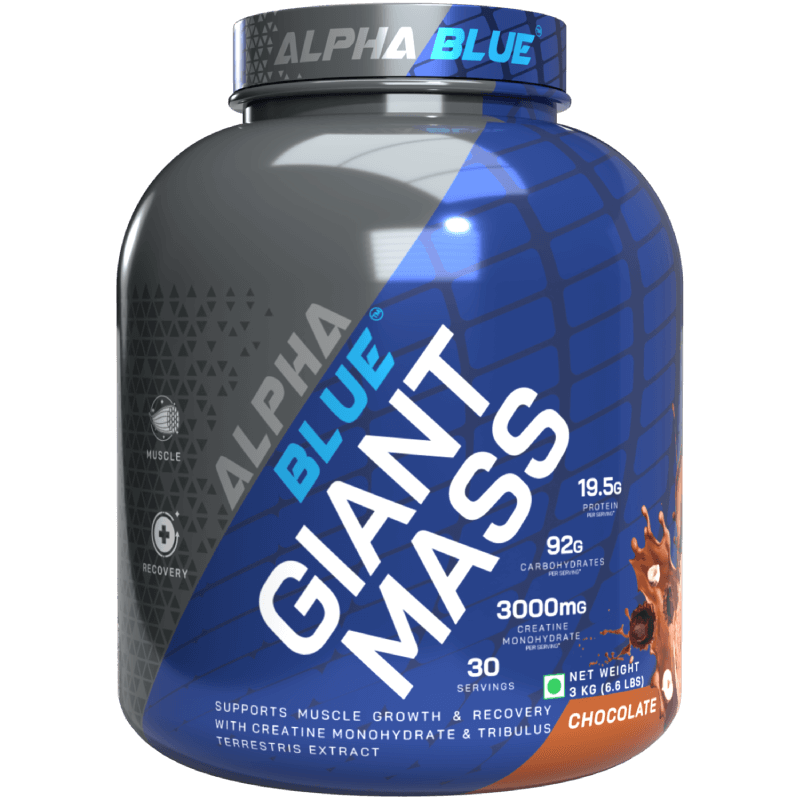 ALPHA BLUE
ALPHA
BLUE
GIANT
MASS
MUSCLE
RECOVERY
19.5G
PROTEIN
PER SERVING*
92G
CARBOHYDRATES
PER SERVING*
3000mG
CREATINE
MONOHYDRATE
PER SERVING*
30
SERVINGS
NET WEIGHT
3 KG (6.6 LBS)
CHOCOLATE
SUPPORTS MUSCLE GROWTH & RECOVERY
WITH CREATINE MONOHYDRATE & TRIBULUS
TERRESTRIS EXTRACT